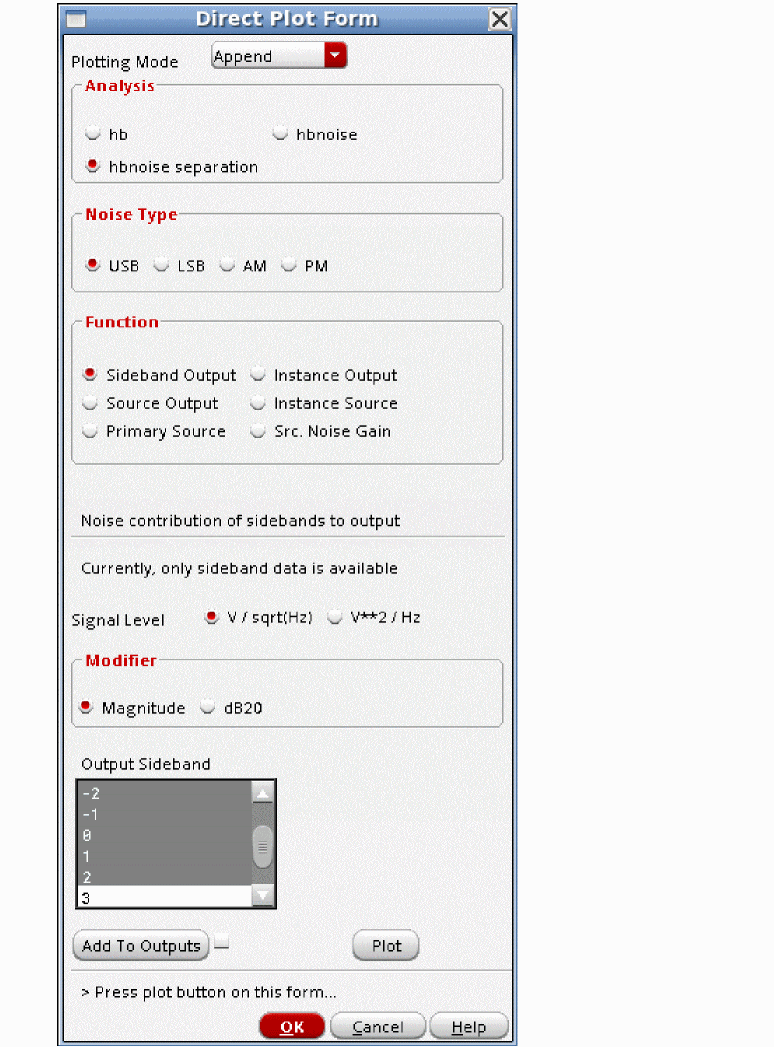 Direct Plot Form
Plotting Mode Append
Analysis
hb hbnoise
hbnoise separation
Noise Type
USB LSB AM PM
Function
Sideband Output Instance Output
Source Output Instance Source
Primary Source Src. Noise Gain
Noise contribution of sidebands to output
Currently, only sideband data is available
Signal Level V / sqrt(Hz) V**2 / Hz
Modifier
Magnitude dB20
Output Sideband
-2
-1
0
1
2
3
Add To Outputs Plot
> Press plot button on this form...
OK Cancel Help